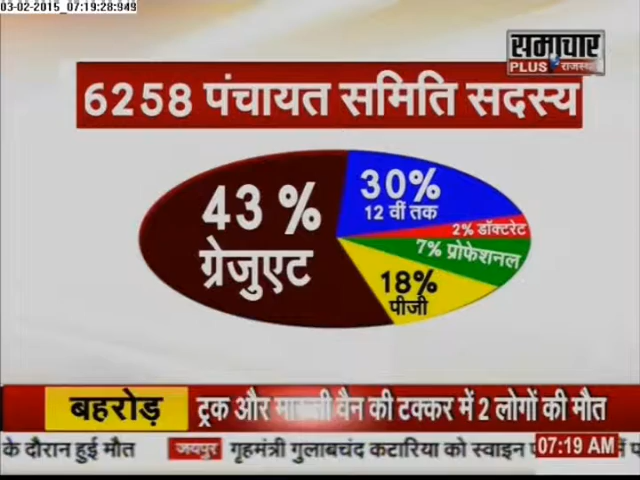 03-02-2015_07:19:28:949
समाचार
PLUS राजस्थान
6258 पंचायत समिति सदस्य
30%
12 वीं तक
43 %
ग्रेजुएट
2% डॉक्टरेट
7% प्रोफेशनल
18%
पीजी
बहरोड़
ट्रक और मारूती वैन की टक्कर में 2 लोगों की मौत
के दौरान हुई मौत
जयपुर
गृहमंत्री गुलाबचंद कटारिया को स्वाइन
07:19 AM